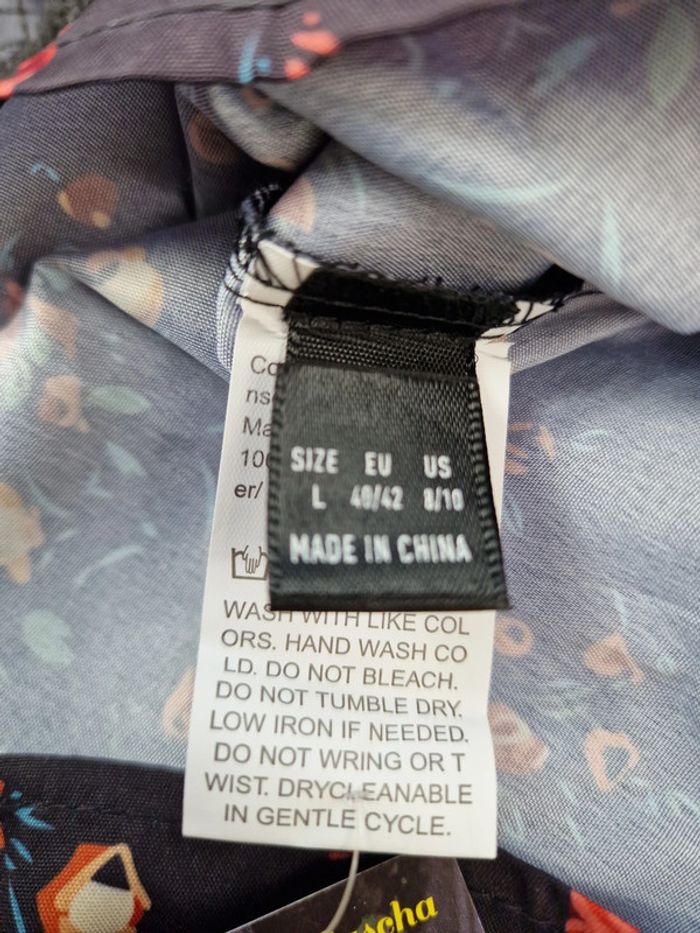 SIZE EU US
L 40/42 8/10
MADE IN CHINA
WASH WITH LIKE COL
ORS. HAND WASH CO
LD. DO NOT BLEACH.
DO NOT TUMBLE DRY.
LOW IRON IF NEEDED.
DO NOT WRING OR T
WIST. DRYCLEANABLE
IN GENTLE CYCLE.